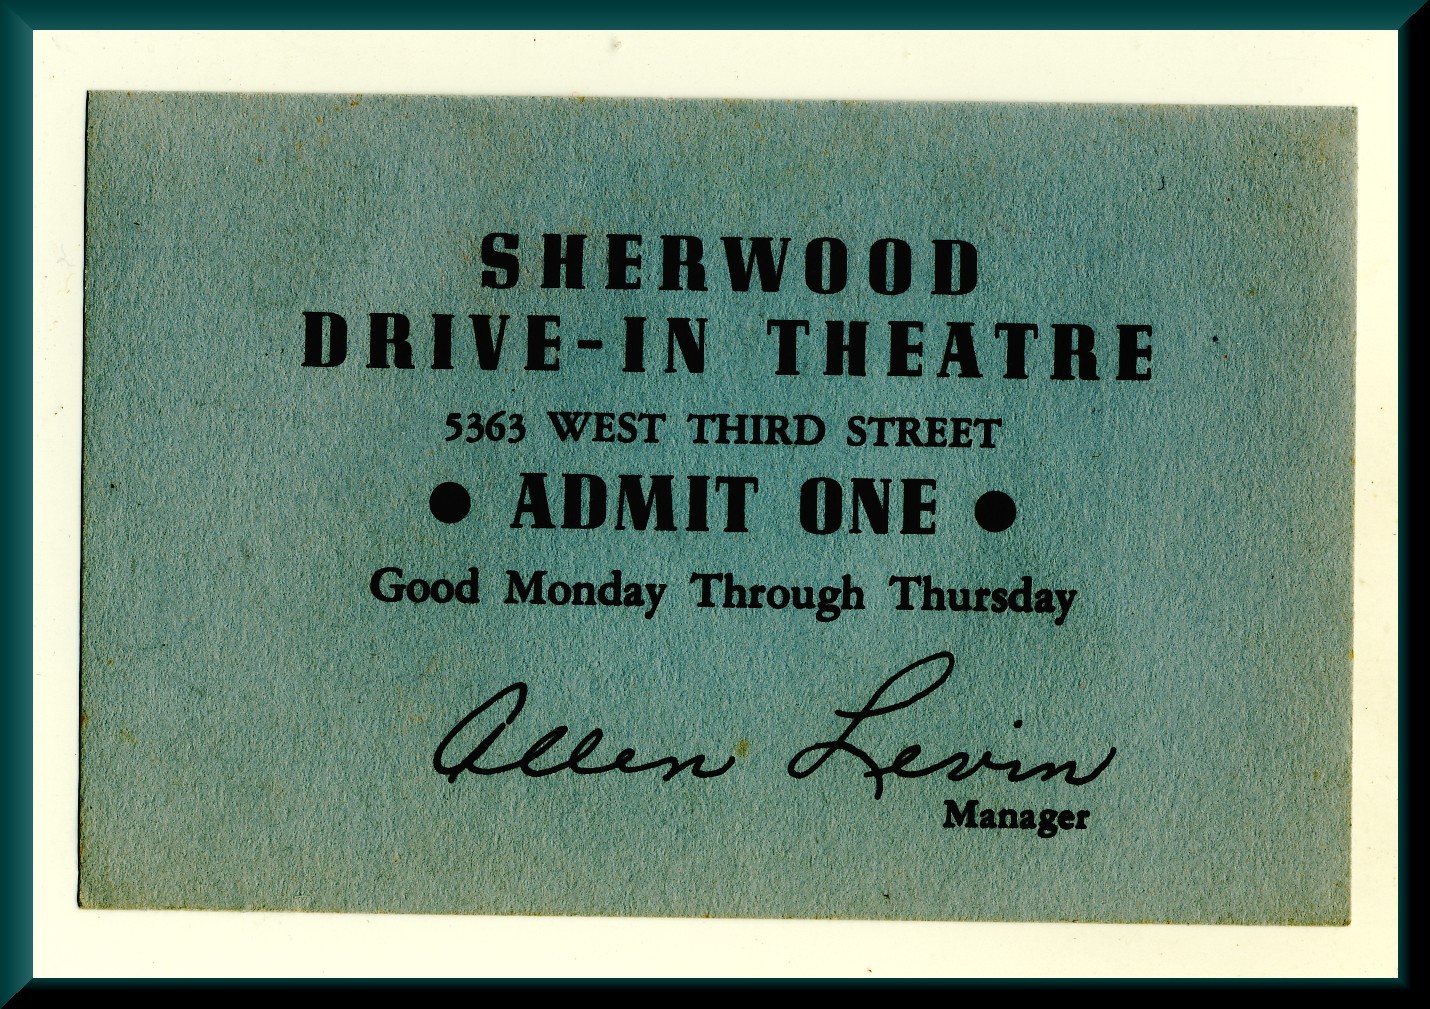 SHERWOOD
DRIVE-IN THEATRE
5363 WEST THIRD STREET
● ADMIT ONE ●
Good Monday Through Thursday
Allen Levin
Manager